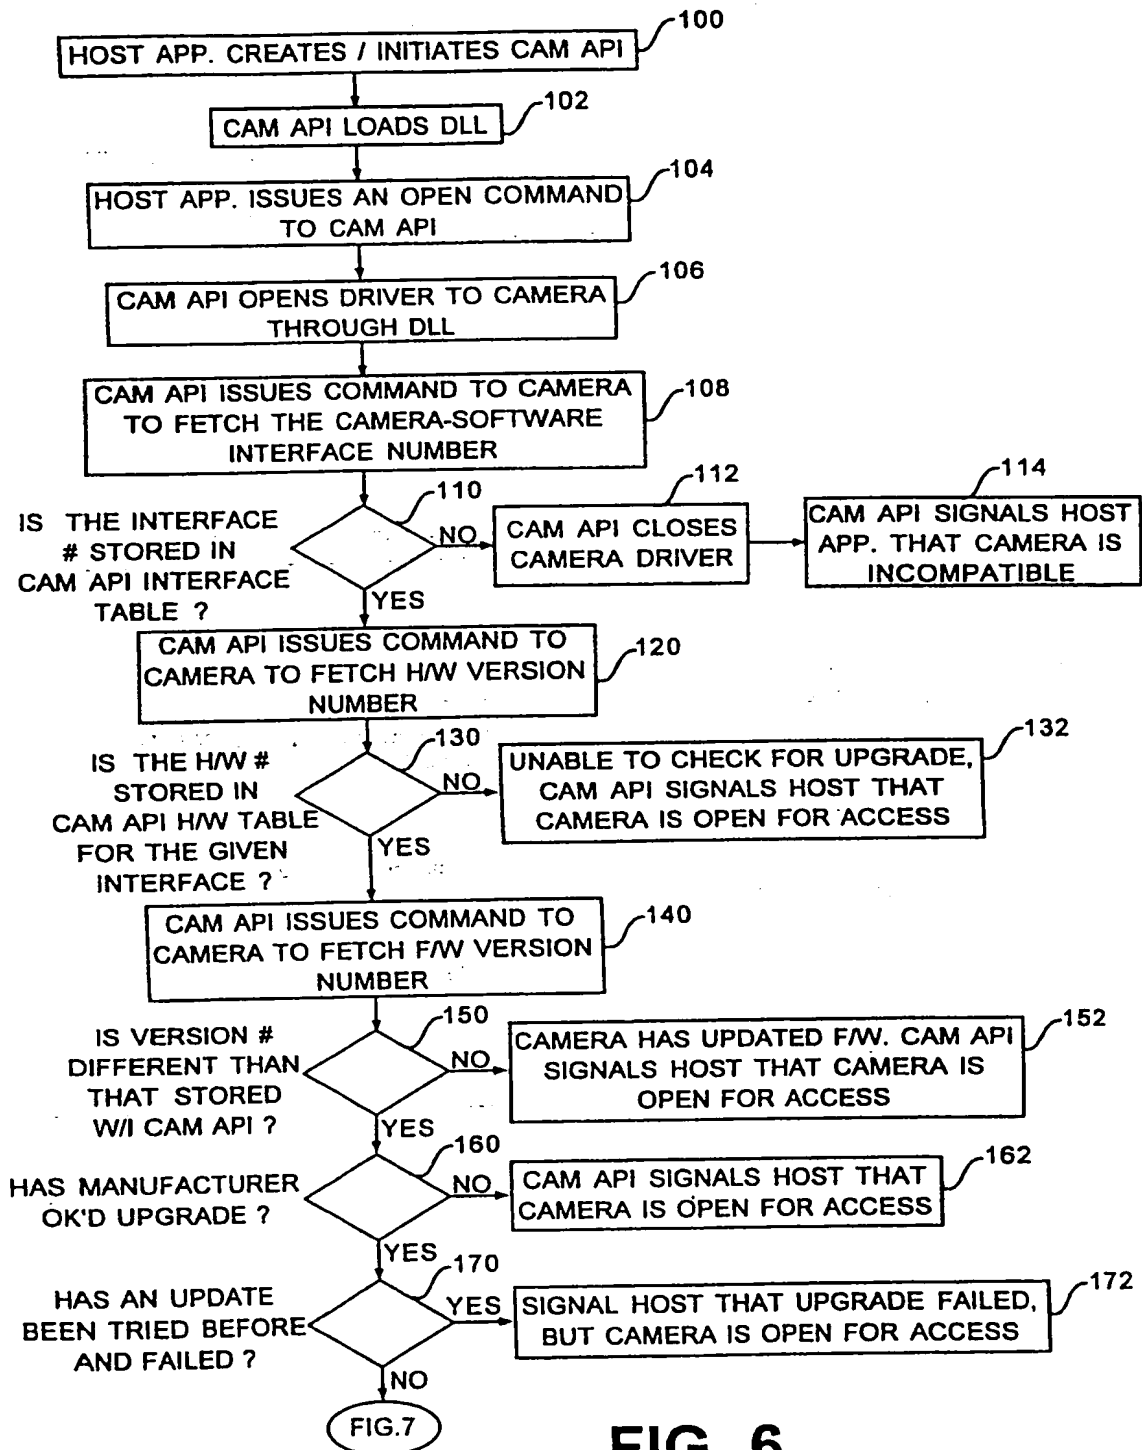 100
HOST APP. CREATES / INITIATES CAM API
102
CAM API LOADS DLL
104
HOST APP. ISSUES AN OPEN COMMAND
TO CAM API
106
CAM API OPENS DRIVER TO CAMERA
THROUGH DLL
108
CAM API ISSUES COMMAND TO CAMERA
TO FETCH THE CAMERA-SOFTWARE
INTERFACE NUMBER
110
IS THE INTERFACE
# STORED IN
CAM API INTERFACE
TABLE ?
NO
YES
112
CAM API CLOSES
CAMERA DRIVER
114
CAM API SIGNALS HOST
APP. THAT CAMERA IS
INCOMPATIBLE
120
CAM API ISSUES COMMAND TO
CAMERA TO FETCH H/W VERSION
NUMBER
130
IS THE H/W #
STORED IN
CAM API H/W TABLE
FOR THE GIVEN
INTERFACE ?
NO
YES
132
UNABLE TO CHECK FOR UPGRADE,
CAM API SIGNALS HOST THAT
CAMERA IS OPEN FOR ACCESS
140
CAM API ISSUES COMMAND TO
CAMERA TO FETCH F/W VERSION
NUMBER
150
IS VERSION #
DIFFERENT THAN
THAT STORED
W/I CAM API ?
NO
YES
152
CAMERA HAS UPDATED F/W. CAM API
SIGNALS HOST THAT CAMERA IS
OPEN FOR ACCESS
160
HAS MANUFACTURER
OK'D UPGRADE ?
NO
YES
162
CAM API SIGNALS HOST THAT
CAMERA IS OPEN FOR ACCESS
170
HAS AN UPDATE
BEEN TRIED BEFORE
AND FAILED ?
YES
NO
172
SIGNAL HOST THAT UPGRADE FAILED,
BUT CAMERA IS OPEN FOR ACCESS
FIG.7
FIG. 6